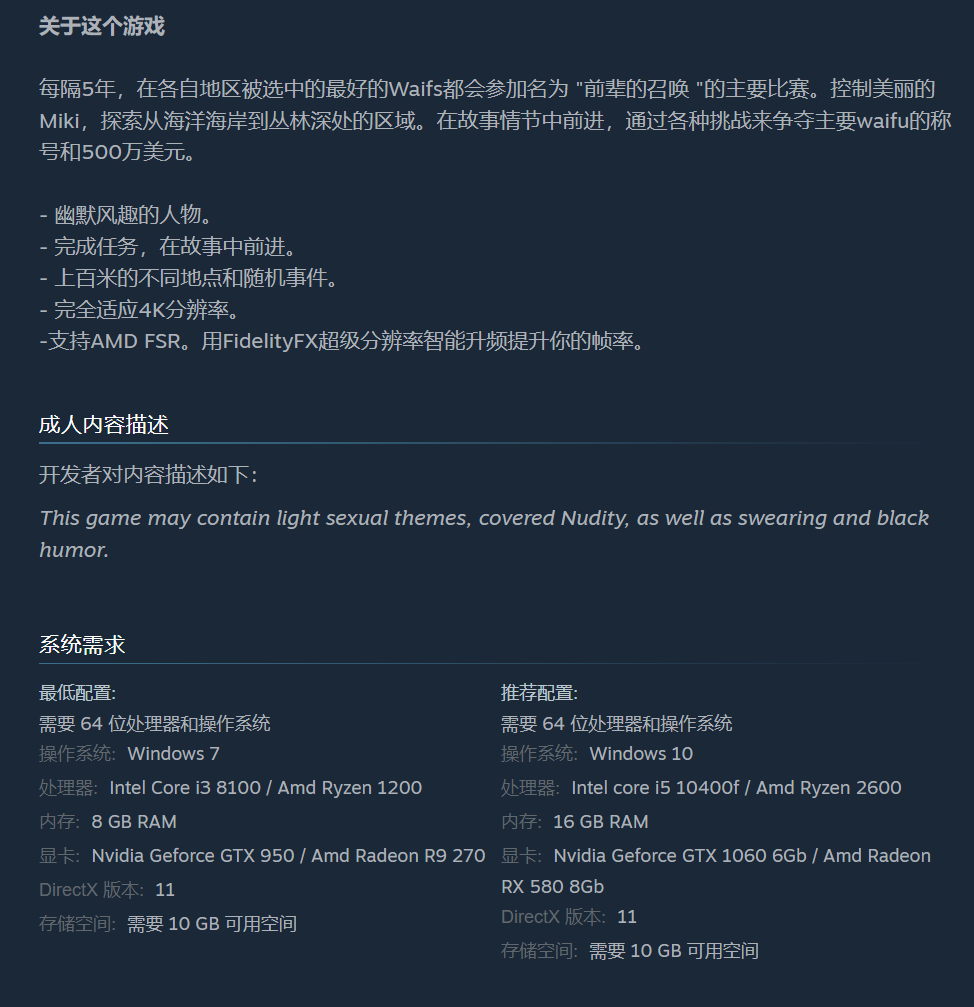 关于这个游戏
每隔5年，在各自地区被选中的最好的Waifs都会参加名为 "前辈的召唤 "的主要比赛。控制美丽的
Miki，探索从海洋海岸到丛林深处的区域。在故事情节中前进，通过各种挑战来争夺主要waifu的称
号和500万美元。
- 幽默风趣的人物。
- 完成任务，在故事中前进。
- 上百米的不同地点和随机事件。
- 完全适应4K分辨率。
-支持AMD FSR。用FidelityFX超级分辨率智能升频提升你的帧率。
成人内容描述
开发者对内容描述如下：
This game may contain light sexual themes, covered Nudity, as well as swearing and black
humor.
系统需求
最低配置:
需要 64 位处理器和操作系统
操作系统: Windows 7
处理器: Intel Core i3 8100 / Amd Ryzen 1200
内存: 8 GB RAM
显卡: Nvidia Geforce GTX 950 / Amd Radeon R9 270
DirectX 版本: 11
存储空间: 需要 10 GB 可用空间
推荐配置:
需要 64 位处理器和操作系统
操作系统: Windows 10
处理器: Intel core i5 10400f / Amd Ryzen 2600
内存: 16 GB RAM
显卡: Nvidia Geforce GTX 1060 6Gb / Amd Radeon
RX 580 8Gb
DirectX 版本: 11
存储空间: 需要 10 GB 可用空间